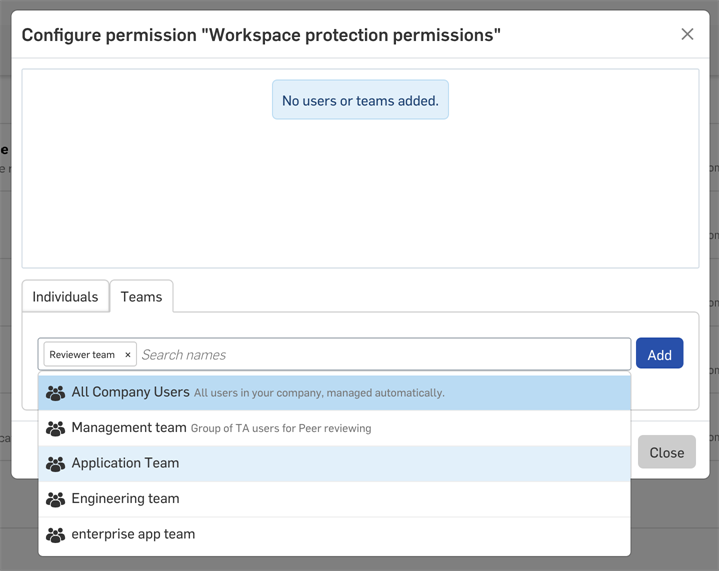 Configure permission "Workspace protection permissions"
No users or teams added.
Individuals
Teams
Reviewer team ×
Search names
Add
All Company Users All users in your company, managed automatically.
Management team Group of TA users for Peer reviewing
Application Team
Engineering team
enterprise app team
Close